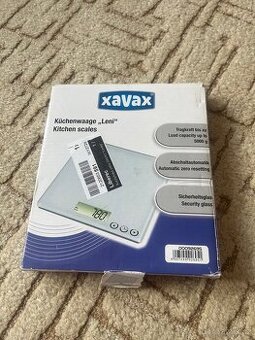 xavax
Küchenwaage „Leni“
Kitchen scales
Tragkraft bis zu
Load capacity up to
5000 g
Abschaltautomatik
Automatic zero resetting
Sicherheitsglas
Security glass
780